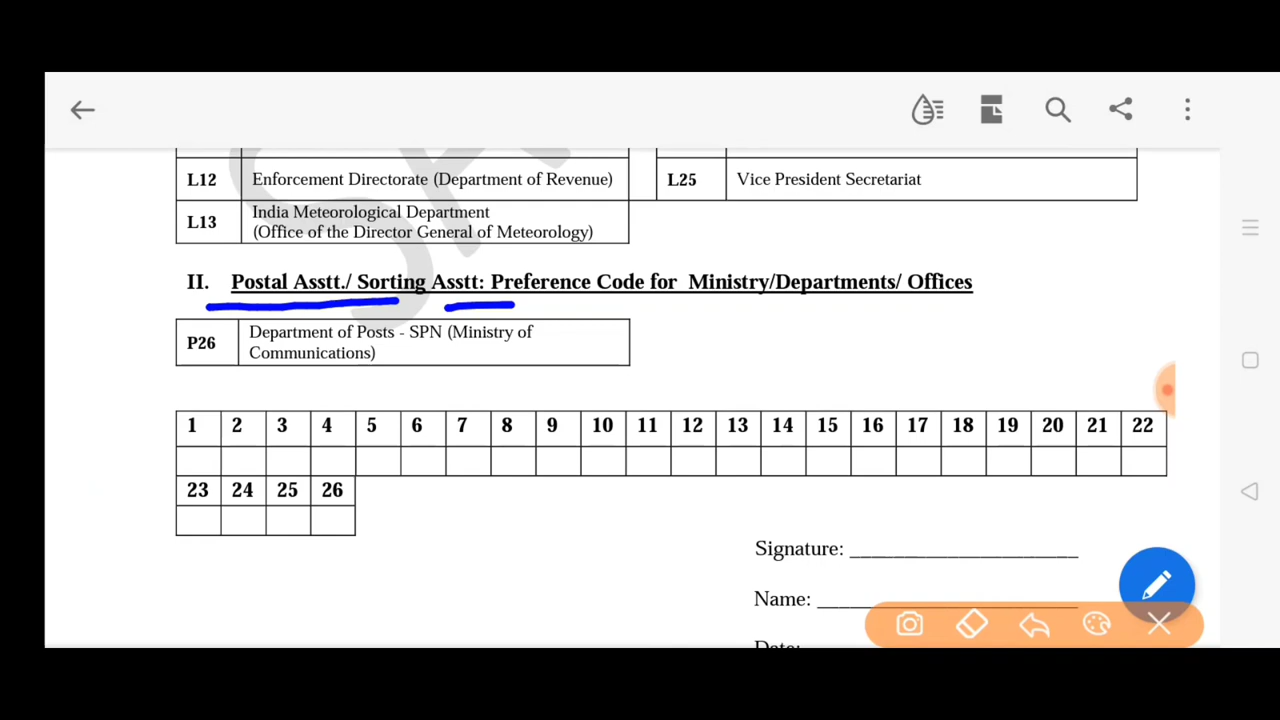 L12 Enforcement Directorate (Department of Revenue) L25 Vice President Secretariat
L13 India Meteorological Department
(Office of the Director General of Meteorology)
II. Postal Asstt./ Sorting Asstt: Preference Code for Ministry/Departments/ Offices
P26 Department of Posts - SPN (Ministry of
Communications)
1 2 3 4 5 6 7 8 9 10 11 12 13 14 15 16 17 18 19 20 21 22
23 24 25 26
Signature: ______________________
Name: _________________________
Date: